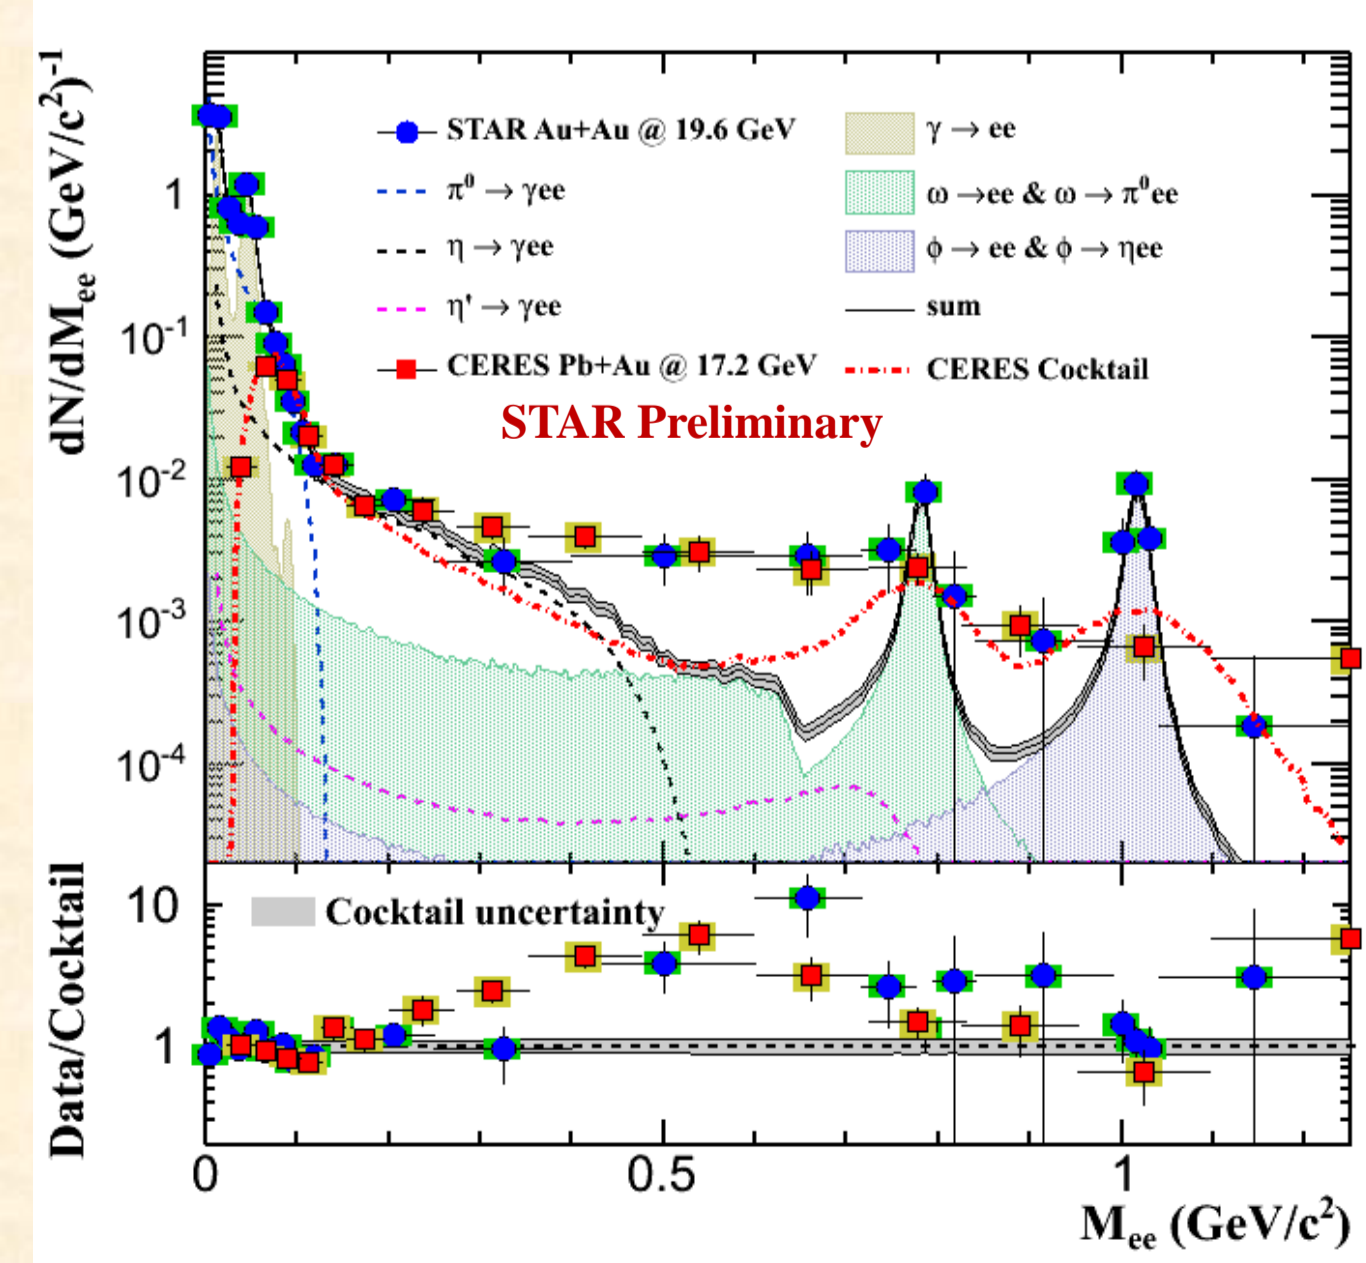 dN/dMee (GeV/c²)⁻¹
STAR Au+Au @ 19.6 GeV
π⁰ → γee
η → γee
η' → γee
CERES Pb+Au @ 17.2 GeV
γ → ee
ω →ee & ω → π⁰ee
ϕ → ee & ϕ → ηee
sum
CERES Cocktail
STAR Preliminary
1
10⁻¹
10⁻²
10⁻³
10⁻⁴
Data/Cocktail
10
1
Cocktail uncertainty
0 0.5 1
Mee (GeV/c²)